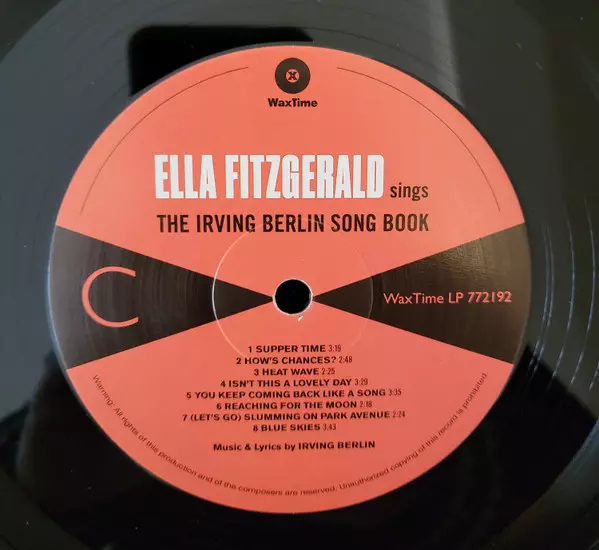 WaxTime
ELLA FITZGERALD sings
THE IRVING BERLIN SONG BOOK
C
WaxTime LP 772192
1 SUPPER TIME 3:19
2 HOW'S CHANCES? 2:48
3 HEAT WAVE 2:25
4 ISN'T THIS A LOVELY DAY 3:29
5 YOU KEEP COMING BACK LIKE A SONG 3:35
6 REACHING FOR THE MOON 2:18
7 (LET'S GO) SLUMMING ON PARK AVENUE 2:24
8 BLUE SKIES 3:43
Music & Lyrics by IRVING BERLIN
Warning: All rights of this production and of the composers are reserved. Unauthorized copying of this record is prohibited.